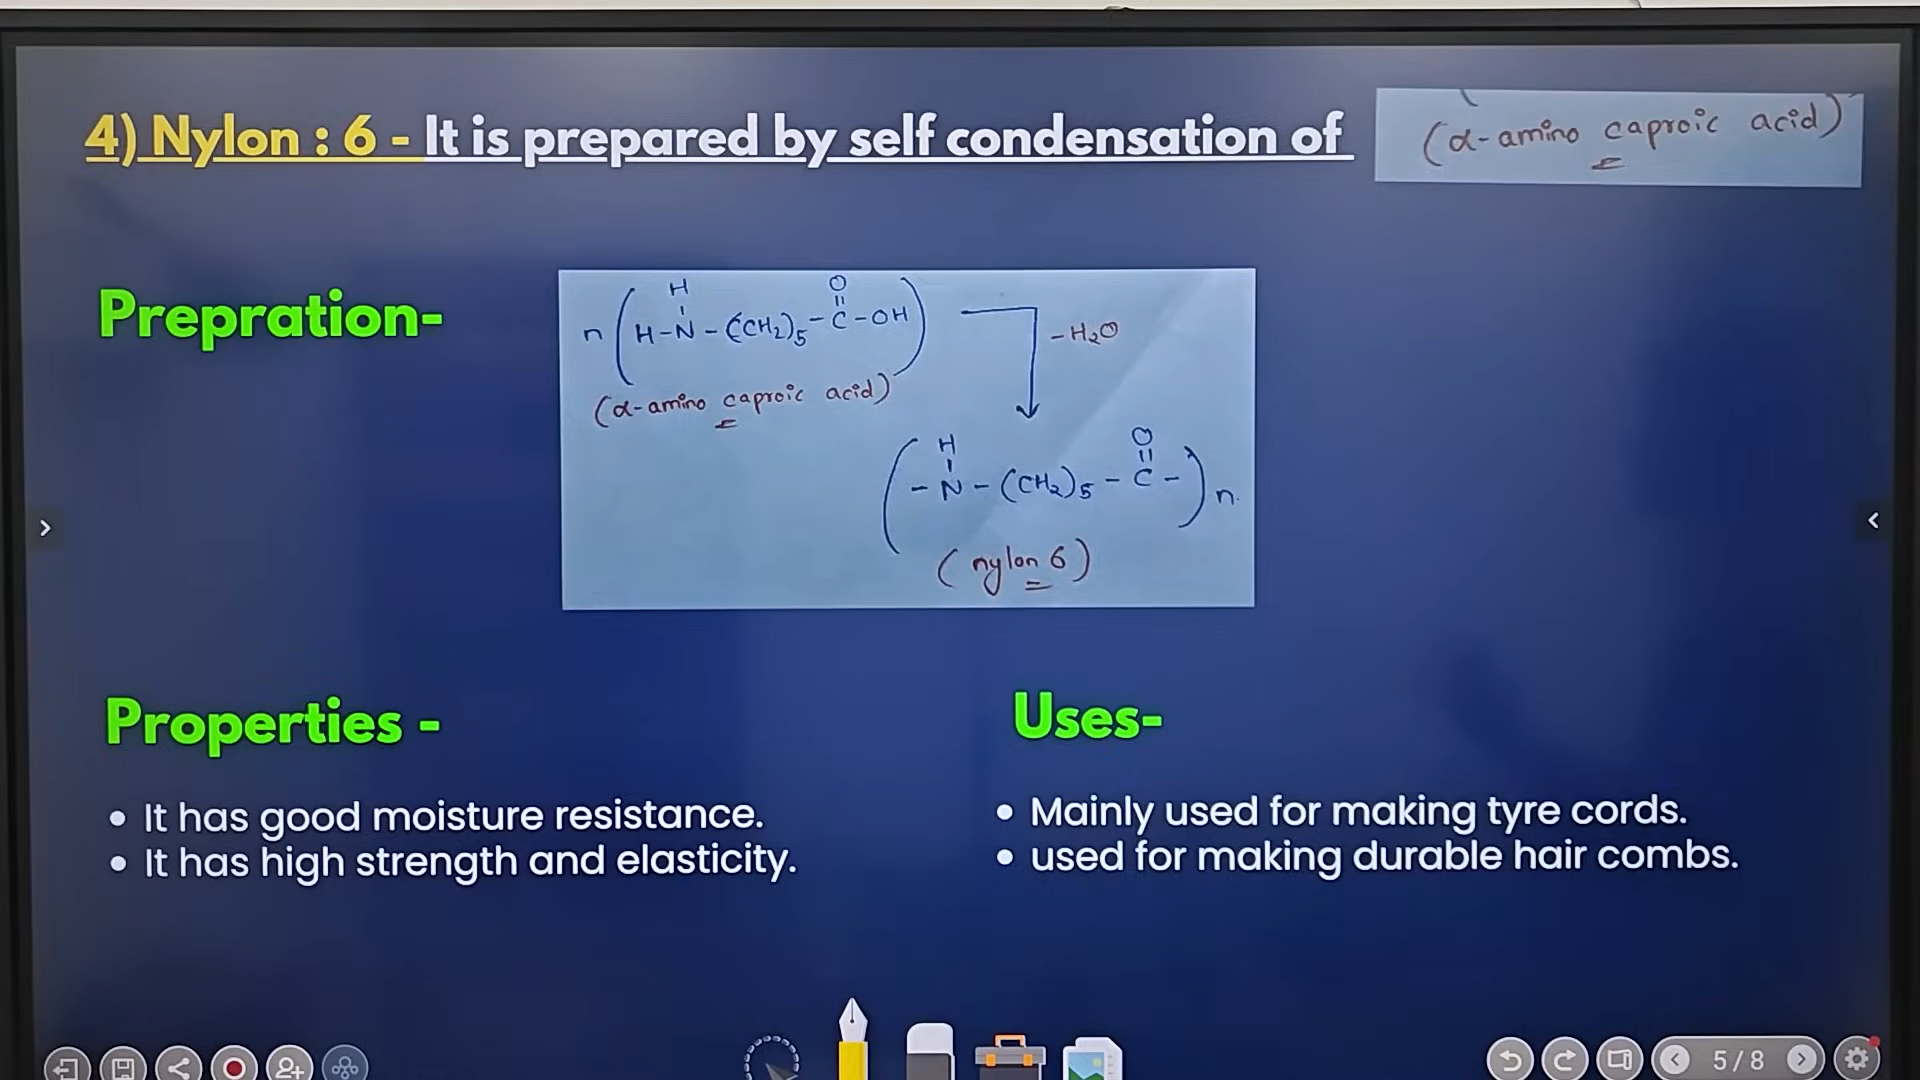 4) Nylon : 6 - It is prepared by self condensation of (α-amino caproic acid)
Prepration-
n ( H-N(H)-(CH₂)₅-C(=O)-OH )
-H₂O
(α-amino caproic acid)
( -N(H)-(CH₂)₅-C(=O)- )n
(nylon 6)
Properties -
• It has good moisture resistance.
• It has high strength and elasticity.
Uses-
• Mainly used for making tyre cords.
• used for making durable hair combs.
5/8